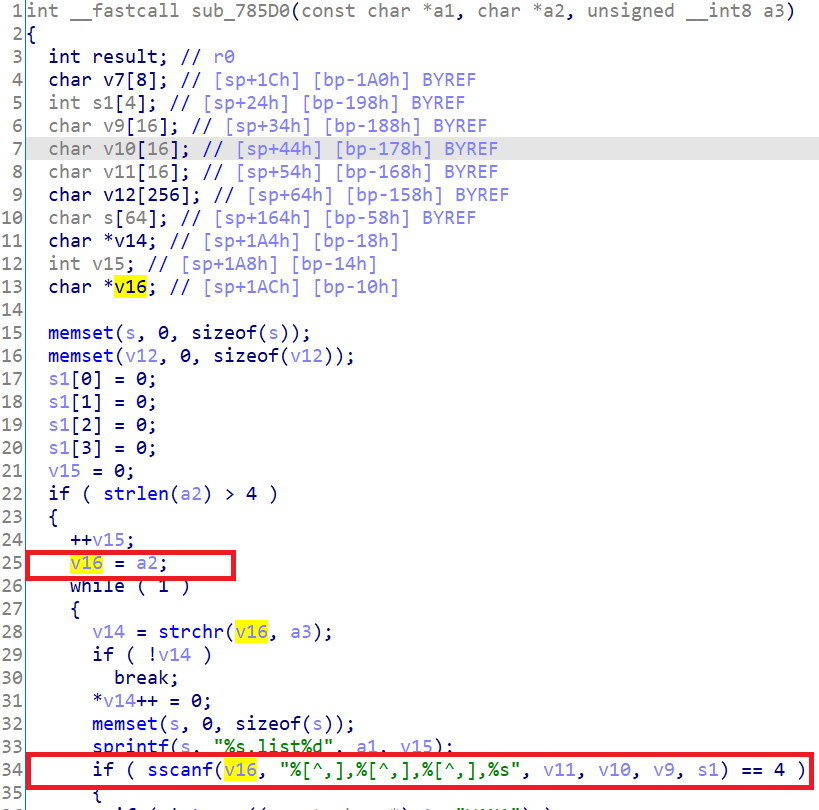 1 int __fastcall sub_785D0(const char *a1, char *a2, unsigned __int8 a3)
2 {
3 int result; // r0
4 char v7[8]; // [sp+1Ch] [bp-1A0h] BYREF
5 int s1[4]; // [sp+24h] [bp-198h] BYREF
6 char v9[16]; // [sp+34h] [bp-188h] BYREF
7 char v10[16]; // [sp+44h] [bp-178h] BYREF
8 char v11[16]; // [sp+54h] [bp-168h] BYREF
9 char v12[256]; // [sp+64h] [bp-158h] BYREF
10 char s[64]; // [sp+164h] [bp-58h] BYREF
11 char *v14; // [sp+1A4h] [bp-18h]
12 int v15; // [sp+1A8h] [bp-14h]
13 char *v16; // [sp+1ACh] [bp-10h]
14
15 memset(s, 0, sizeof(s));
16 memset(v12, 0, sizeof(v12));
17 s1[0] = 0;
18 s1[1] = 0;
19 s1[2] = 0;
20 s1[3] = 0;
21 v15 = 0;
22 if ( strlen(a2) > 4 )
23 {
24 ++v15;
25 v16 = a2;
26 while ( 1 )
27 {
28 v14 = strchr(v16, a3);
29 if ( !v14 )
30 break;
31 *v14++ = 0;
32 memset(s, 0, sizeof(s));
33 sprintf(s, "%s.list%d", a1, v15);
34 if ( sscanf(v16, "%[^,],%[^,],%[^,],%s", v11, v10, v9, s1) == 4 )
35 {